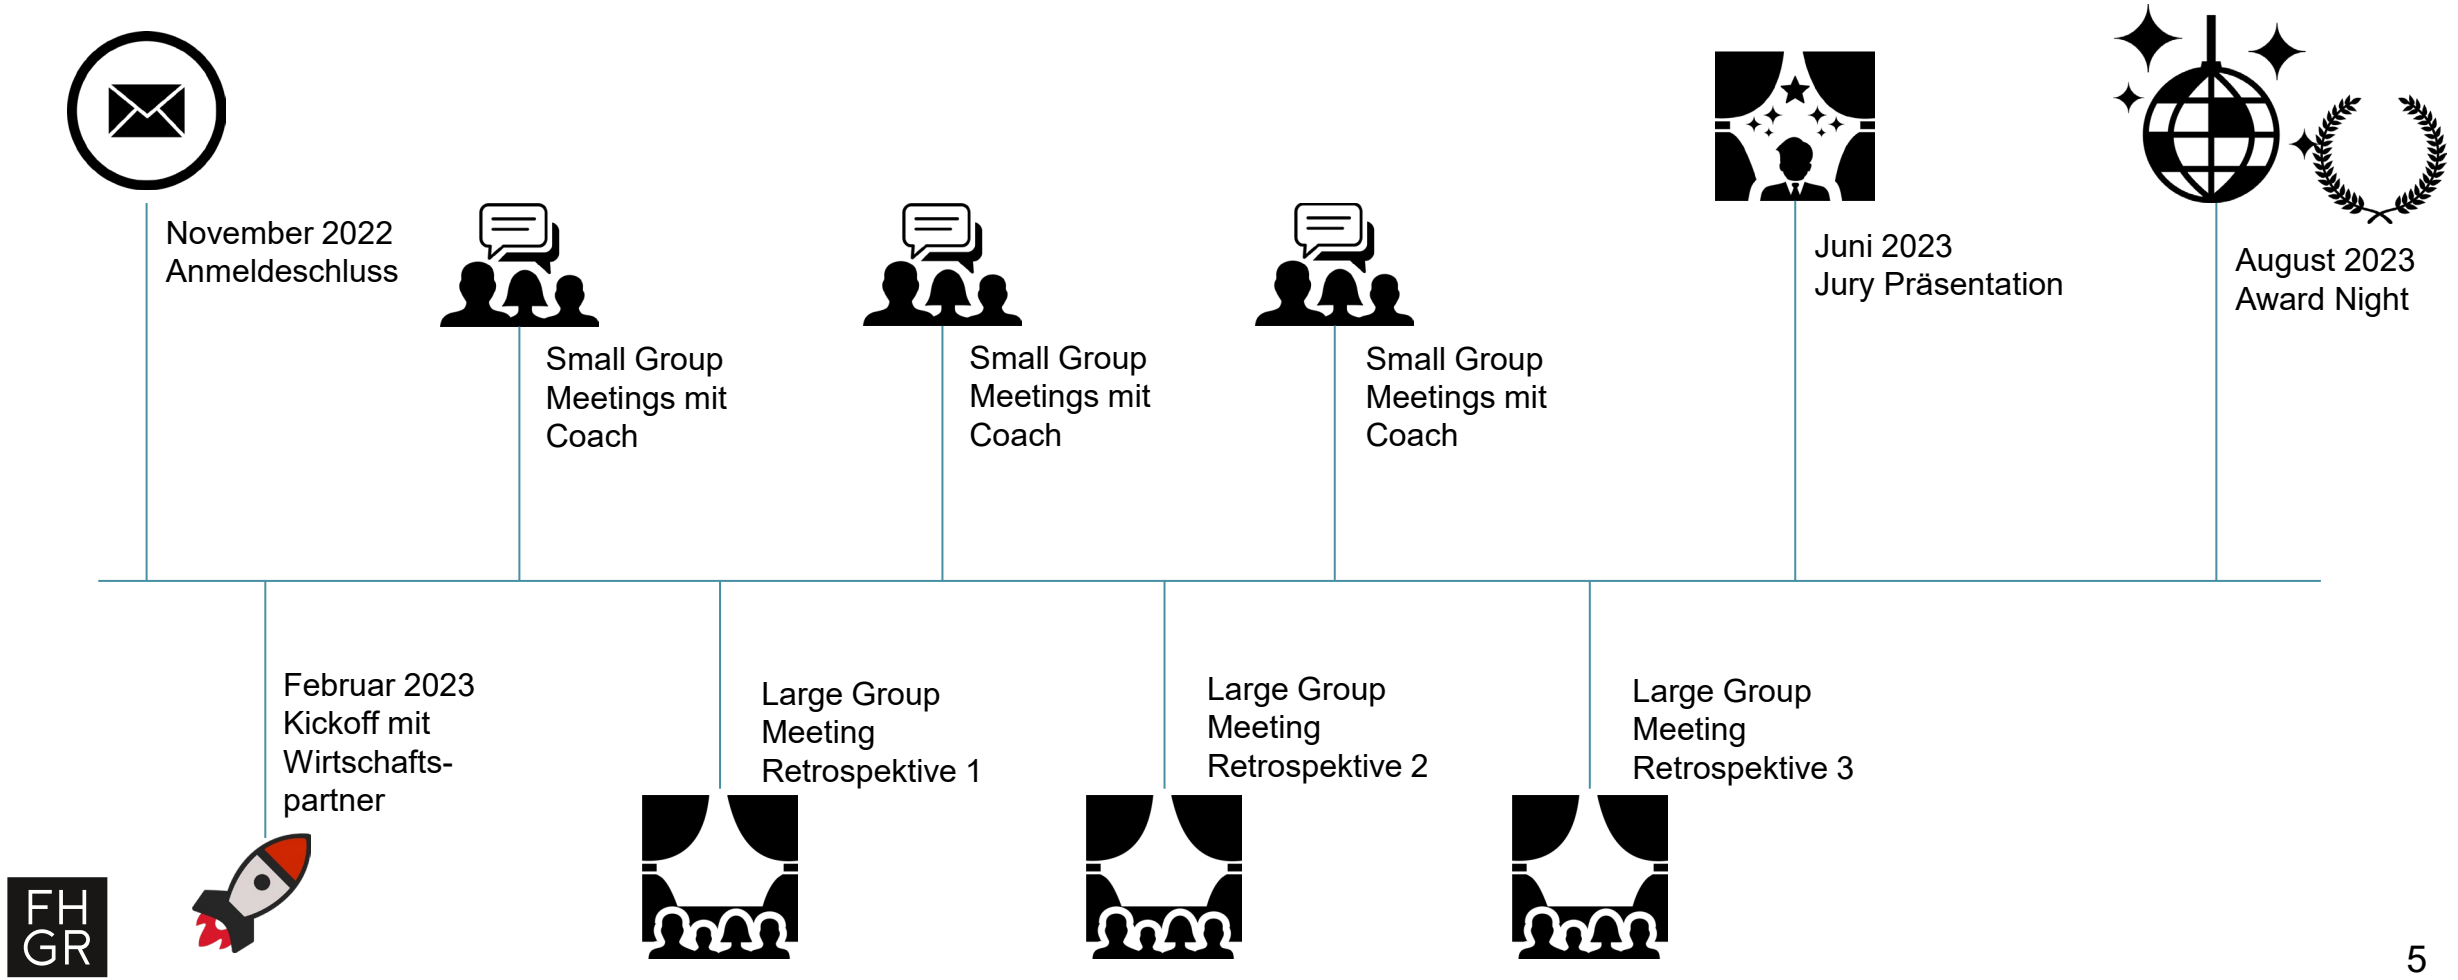 November 2022
Anmeldeschluss
Small Group
Meetings mit
Coach
Small Group
Meetings mit
Coach
Small Group
Meetings mit
Coach
Juni 2023
Jury Präsentation
August 2023
Award Night
Februar 2023
Kickoff mit
Wirtschafts-
partner
Large Group
Meeting
Retrospektive 1
Large Group
Meeting
Retrospektive 2
Large Group
Meeting
Retrospektive 3
FH
GR
5